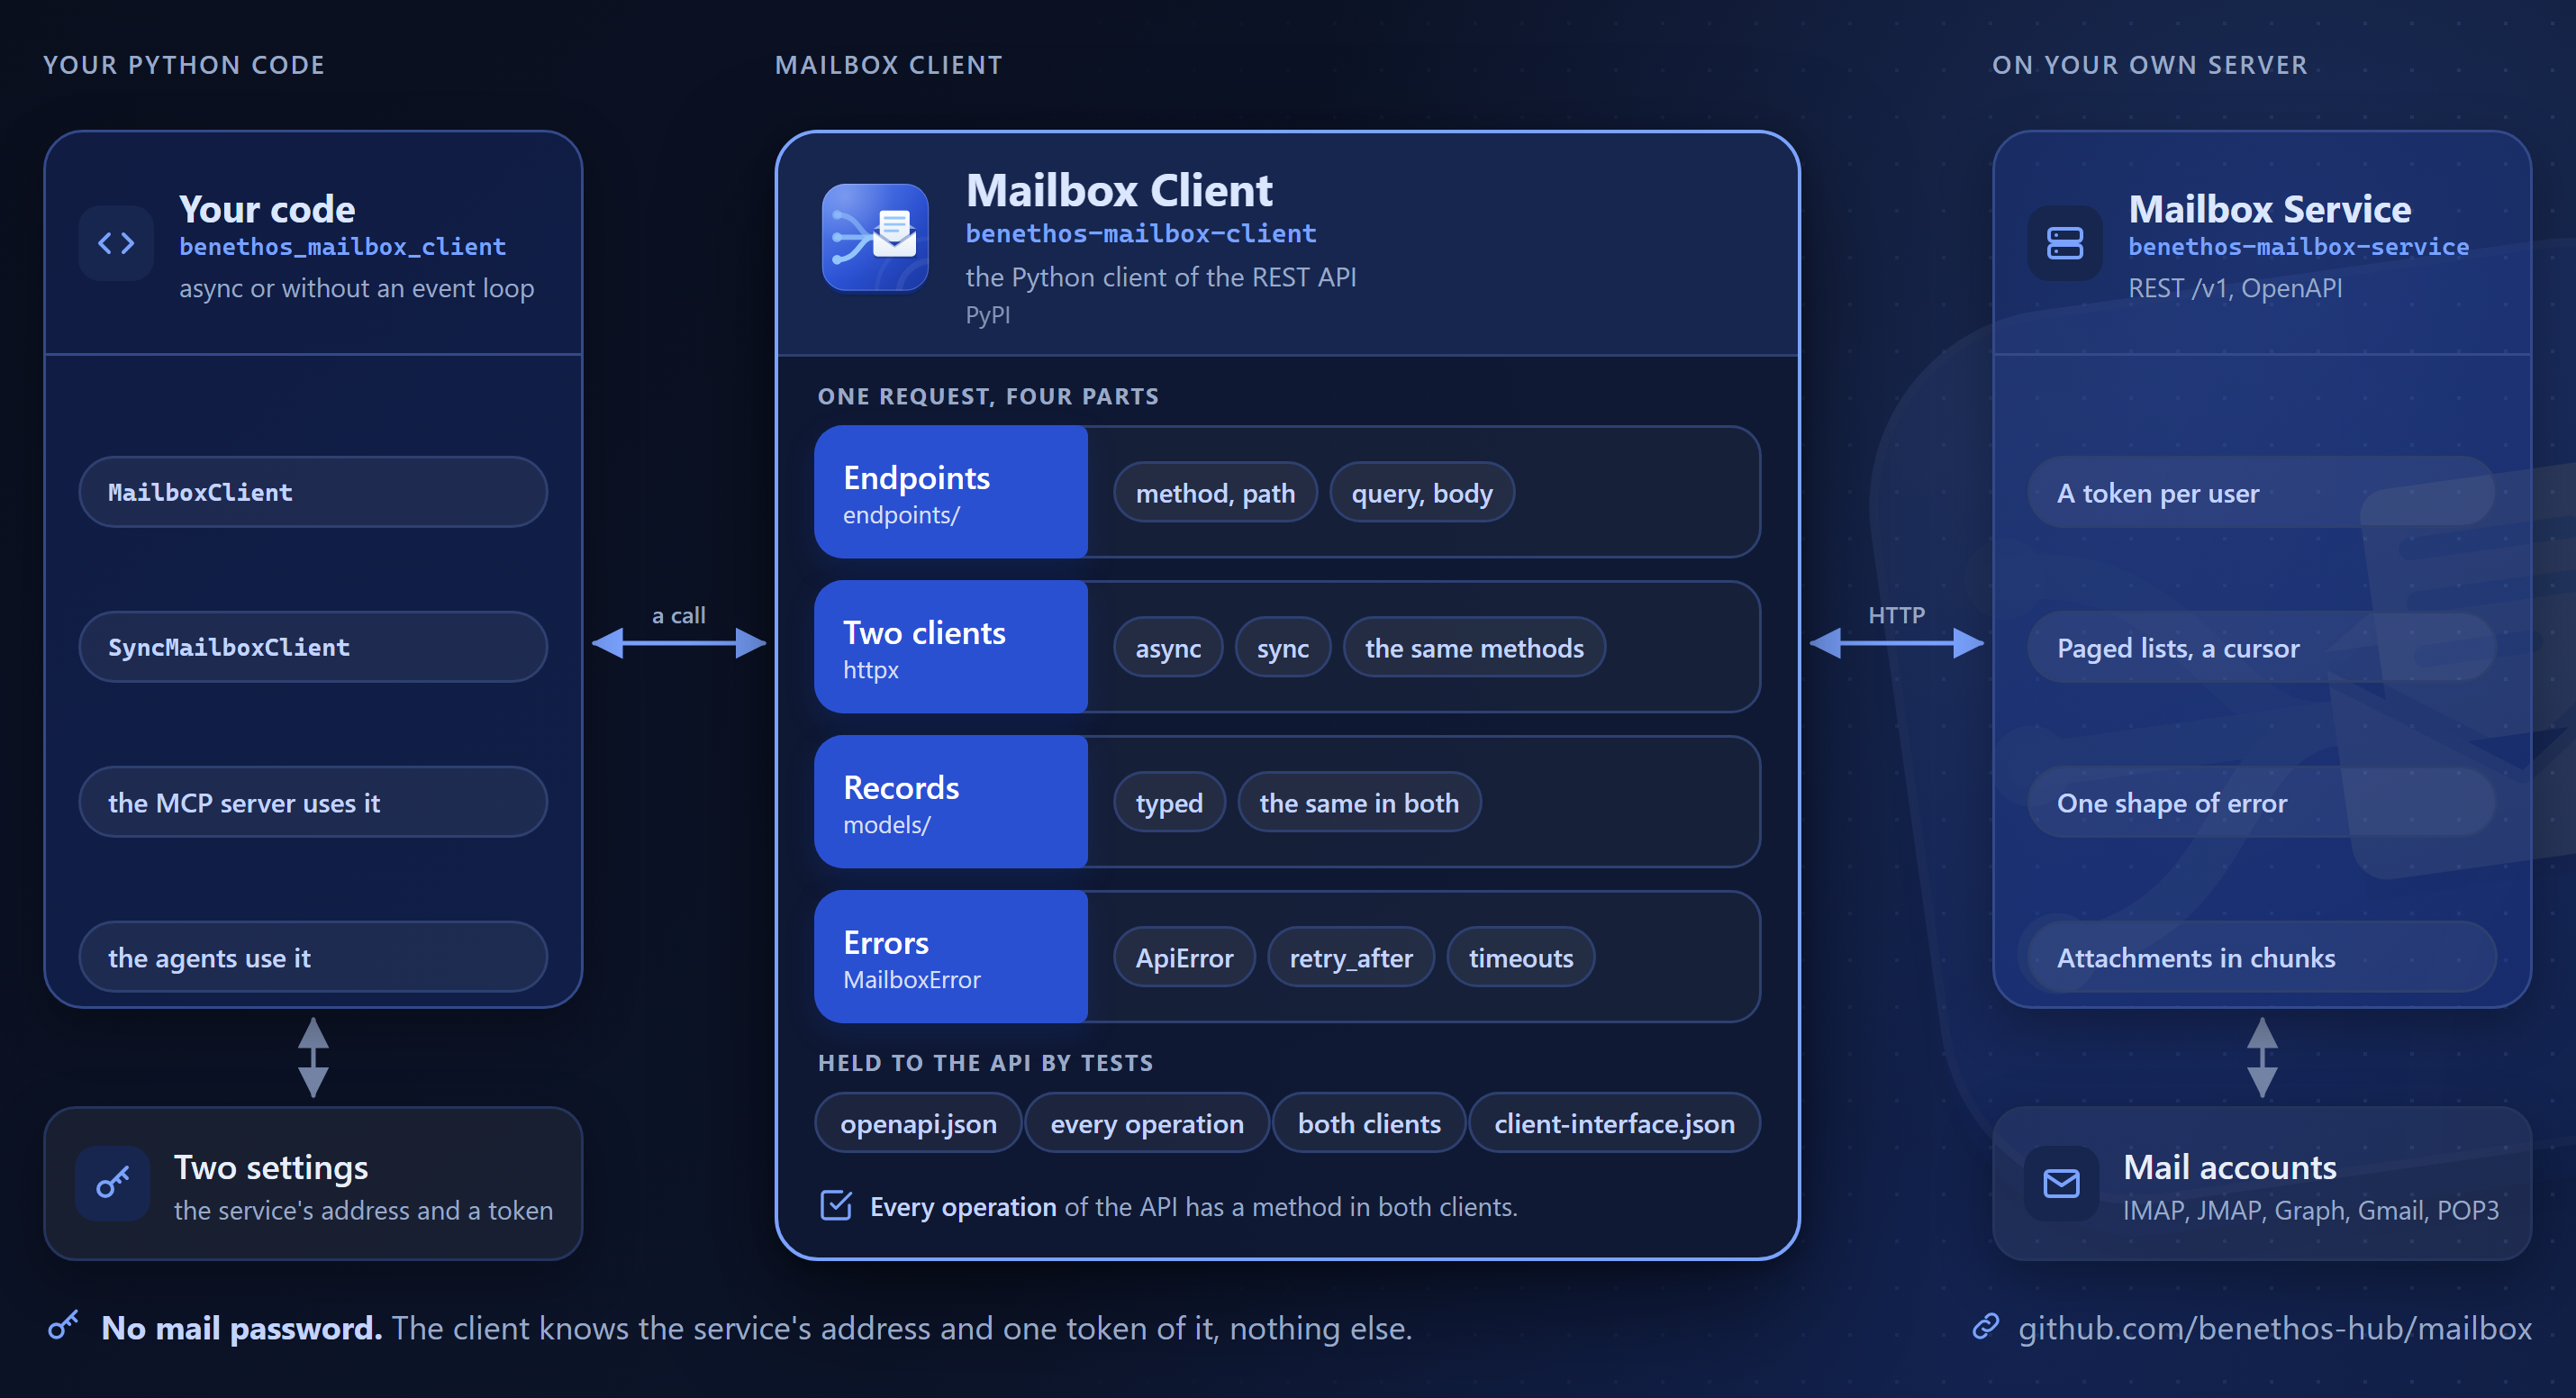 YOUR PYTHON CODE
Your code
benethos_mailbox_client
async or without an event loop
MailboxClient
SyncMailboxClient
the MCP server uses it
the agents use it
Two settings
the service's address and a token
a call
MAILBOX CLIENT
Mailbox Client
benethos-mailbox-client
the Python client of the REST API
PyPI
ONE REQUEST, FOUR PARTS
Endpoints
endpoints/
method, path
query, body
Two clients
httpx
async
sync
the same methods
Records
models/
typed
the same in both
Errors
MailboxError
ApiError
retry_after
timeouts
HELD TO THE API BY TESTS
openapi.json
every operation
both clients
client-interface.json
Every operation of the API has a method in both clients.
HTTP
ON YOUR OWN SERVER
Mailbox Service
benethos-mailbox-service
REST /v1, OpenAPI
A token per user
Paged lists, a cursor
One shape of error
Attachments in chunks
Mail accounts
IMAP, JMAP, Graph, Gmail, POP3
No mail password. The client knows the service's address and one token of it, nothing else.
github.com/benethos-hub/mailbox